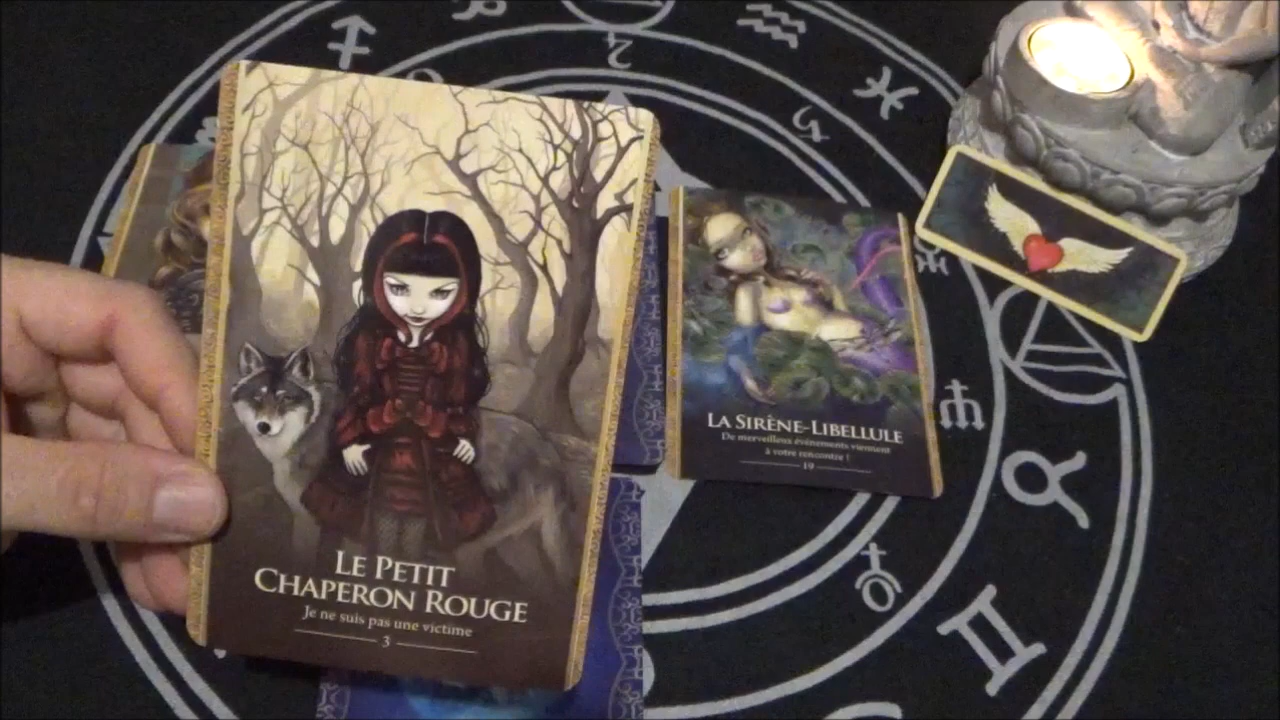 LE PETIT
CHAPERON ROUGE
Je ne suis pas une victime
3
LA SIRÈNE-LIBELLULE
De merveilleux événements viennent
à votre rencontre !
19